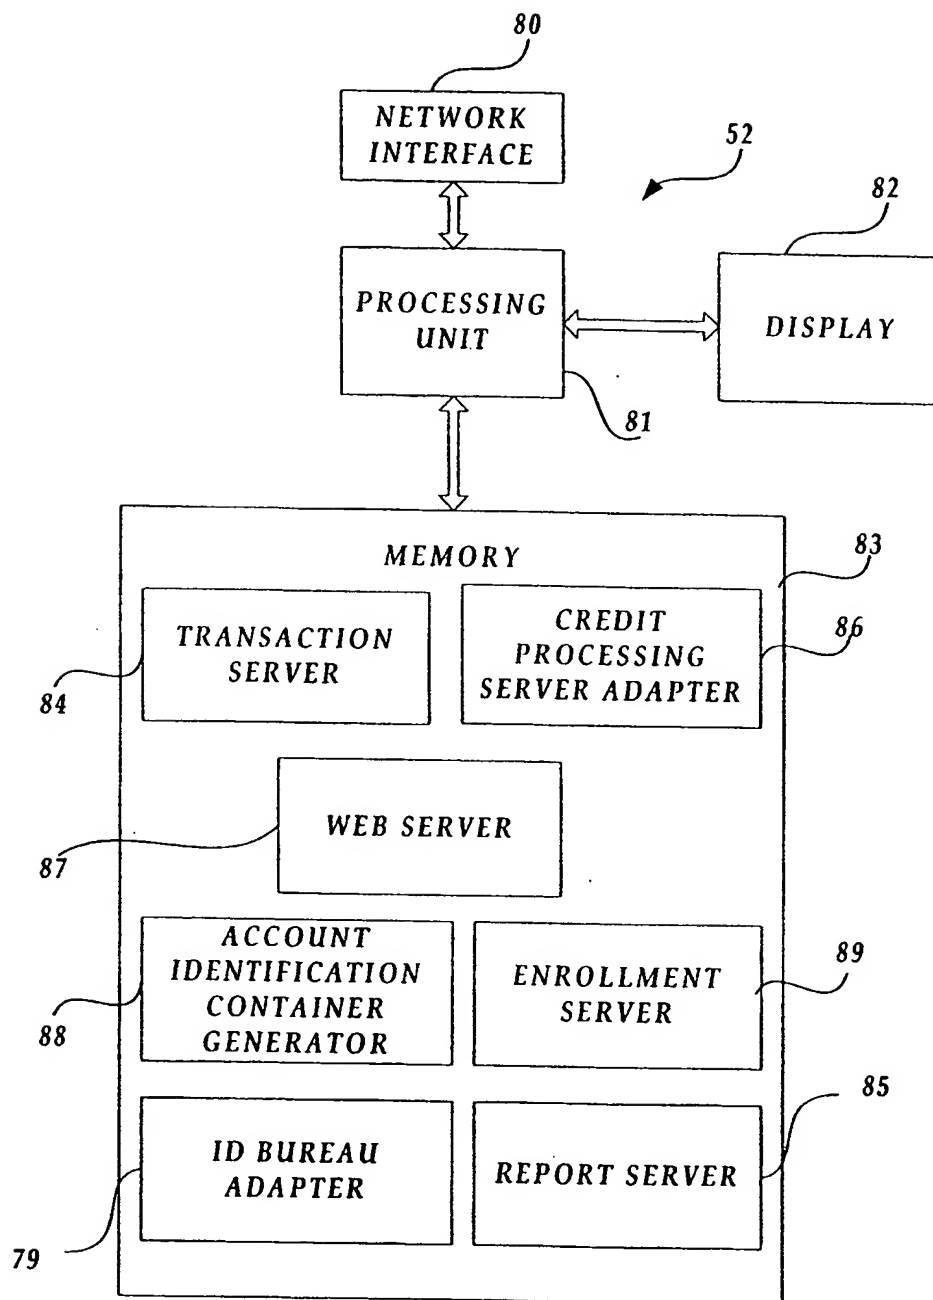 80
NETWORK
INTERFACE
52
82
PROCESSING
UNIT
DISPLAY
81
MEMORY
83
TRANSACTION
SERVER
84
CREDIT
PROCESSING
SERVER ADAPTER
86
WEB SERVER
87
ACCOUNT
IDENTIFICATION
CONTAINER
GENERATOR
88
ENROLLMENT
SERVER
89
ID BUREAU
ADAPTER
79
REPORT SERVER
85